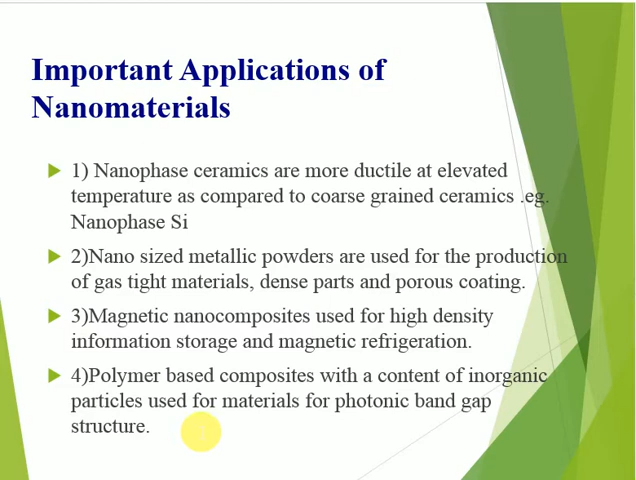 Important Applications of
Nanomaterials
1) Nanophase ceramics are more ductile at elevated
temperature as compared to coarse grained ceramics .eg.
Nanophase Si
2)Nano sized metallic powders are used for the production
of gas tight materials, dense parts and porous coating.
3)Magnetic nanocomposites used for high density
information storage and magnetic refrigeration.
4)Polymer based composites with a content of inorganic
particles used for materials for photonic band gap
structure.